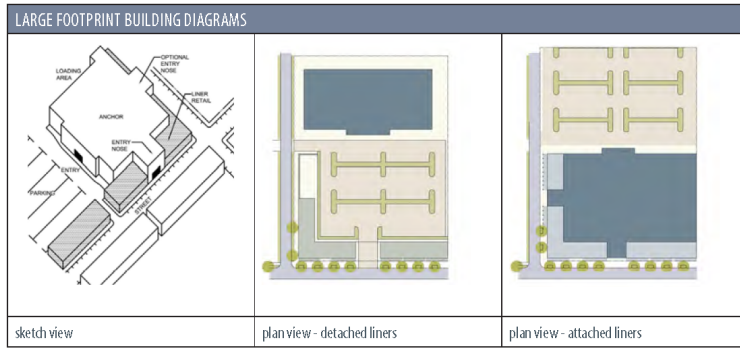 LARGE FOOTPRINT BUILDING DIAGRAMS
OPTIONAL
ENTRY
NOSE
LOADING
AREA
LINER
RETAIL
ANCHOR
ENTRY
NOSE
ENTRY
PARKING
STREET
sketch view
plan view - detached liners
plan view - attached liners